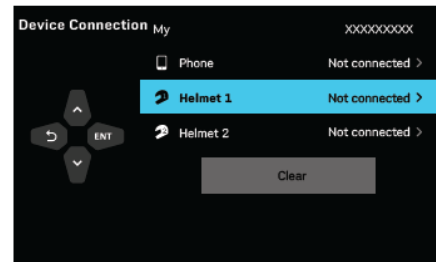 Device Connection My XXXXXXXXX
Phone Not connected >
Helmet 1 Not connected >
ENT
Helmet 2 Not connected >
Clear